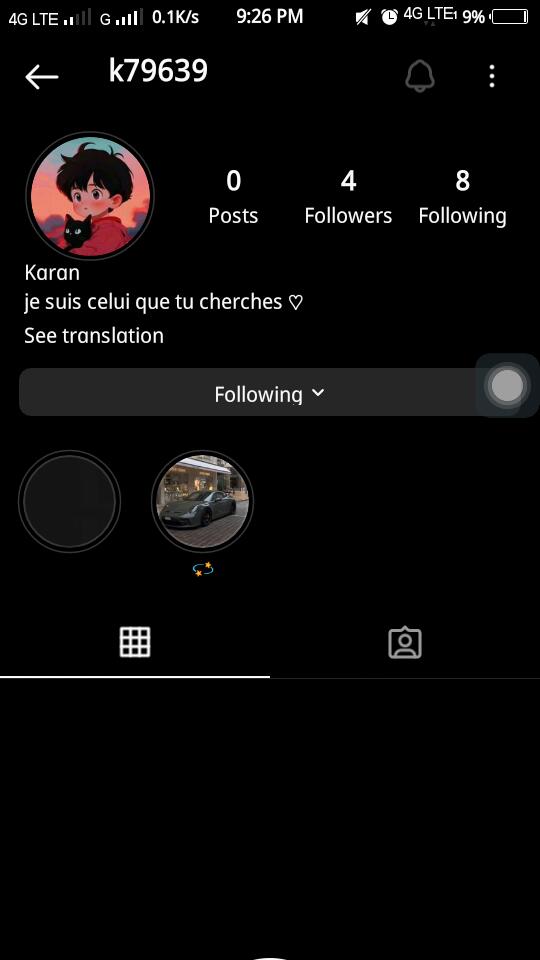 4G LTE G 0.1K/s 9:26 PM 4G LTE 9%
k79639
0 4 8
Posts Followers Following
Karan
je suis celui que tu cherches ♡
See translation
Following